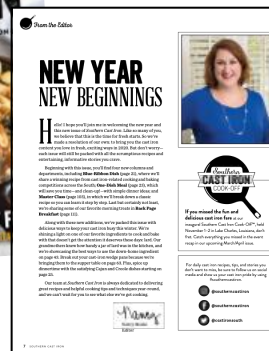 From the Editor
NEW YEAR
NEW BEGINNINGS
Hello! I hope you'll join me in welcoming the new year and
this new issue of Southern Cast Iron. Like so many of you,
we believe that this is the time for fresh starts. So we've
made a resolution of our own: to bring you the cast iron
content you love in fresh, exciting ways in 2020. But don't worry—
each issue will still be packed with all the scrumptious recipes and
entertaining, informative stories you crave.
Beginning with this issue, you'll find four new columns and
departments, including Blue-Ribbon Dish (page 21), where we'll
share a winning recipe from cast iron-related cooking and baking
competitions across the South; One-Dish Meal (page 23), which
will save you time—and clean-up!—with simple dinner ideas; and
Master Class (page 103), in which we'll break down a classic
recipe so you can learn it step by step. Last but certainly not least,
we're sharing some of our favorite morning treats in Back Page
Breakfast (page 112).
Along with these new additions, we've packed this issue with
delicious ways to keep your cast iron busy this winter. We're
shining a light on one of our favorite ingredients to cook and bake
with that doesn't get the attention it deserves these days: lard. Our
grandmothers knew how handy a jar of lard was in the kitchen, and
we're showcasing the best ways to use the down-home ingredient
on page 43. Break out your cast iron wedge pans because we're
bringing them to the supper table on page 63. Plus, spice up
dinnertime with the satisfying Cajun and Creole dishes starting on
page 33.
Our team at Southern Cast Iron is always dedicated to delivering
great recipes and helpful cooking tips and techniques year-round,
and we can't wait for you to see what else we've got cooking.
Editor
Southern
CAST IRON
COOK-OFF
If you missed the fun and
delicious cast iron fare at our
inaugural Southern Cast Iron Cook-Off™, held
November 1–2 in Lake Charles, Louisiana, don't
fret. Catch everything you missed in the event
recap in our upcoming March/April issue.
For daily cast iron recipes, tips, and stories you
don't want to miss, be sure to follow us on social
media and show us your cast iron pride by using
#southerncastiron.
@southerncastiron
@southerncastiron
@castironsouth
7 SOUTHERN CAST IRON